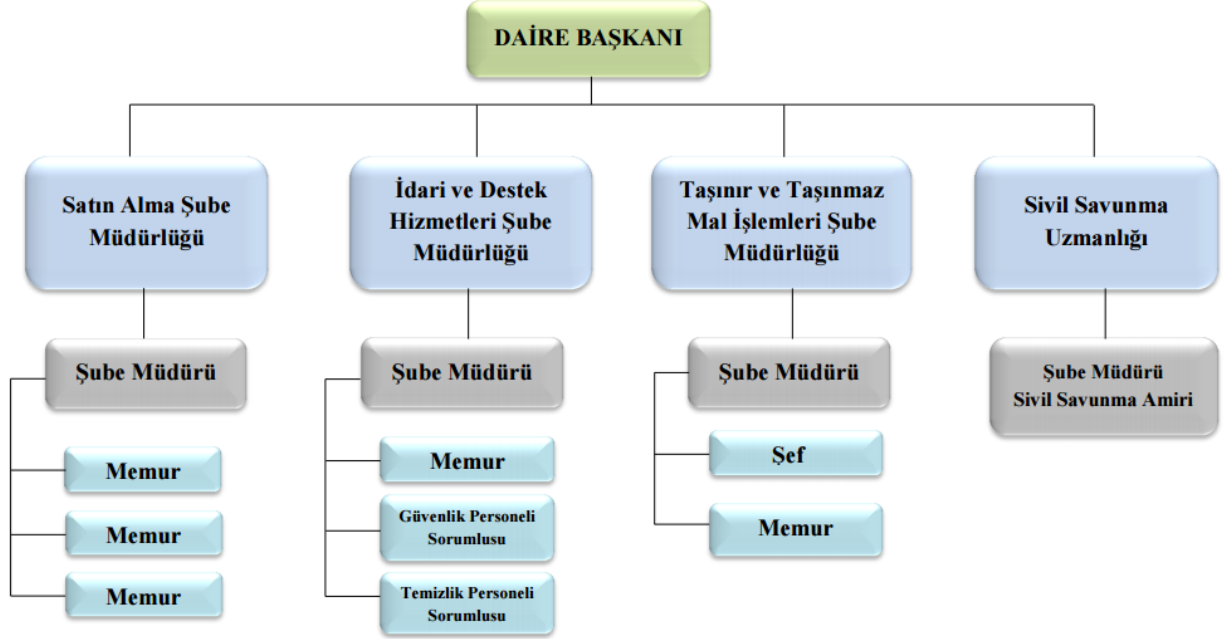 DAİRE BAŞKANI
Satın Alma Şube
Müdürlüğü
İdari ve Destek
Hizmetleri Şube
Müdürlüğü
Taşınır ve Taşınmaz
Mal İşlemleri Şube
Müdürlüğü
Sivil Savunma
Uzmanlığı
Şube Müdürü
Memur
Memur
Memur
Şube Müdürü
Memur
Güvenlik Personeli
Sorumlusu
Temizlik Personeli
Sorumlusu
Şube Müdürü
Şef
Memur
Şube Müdürü
Sivil Savunma Amiri